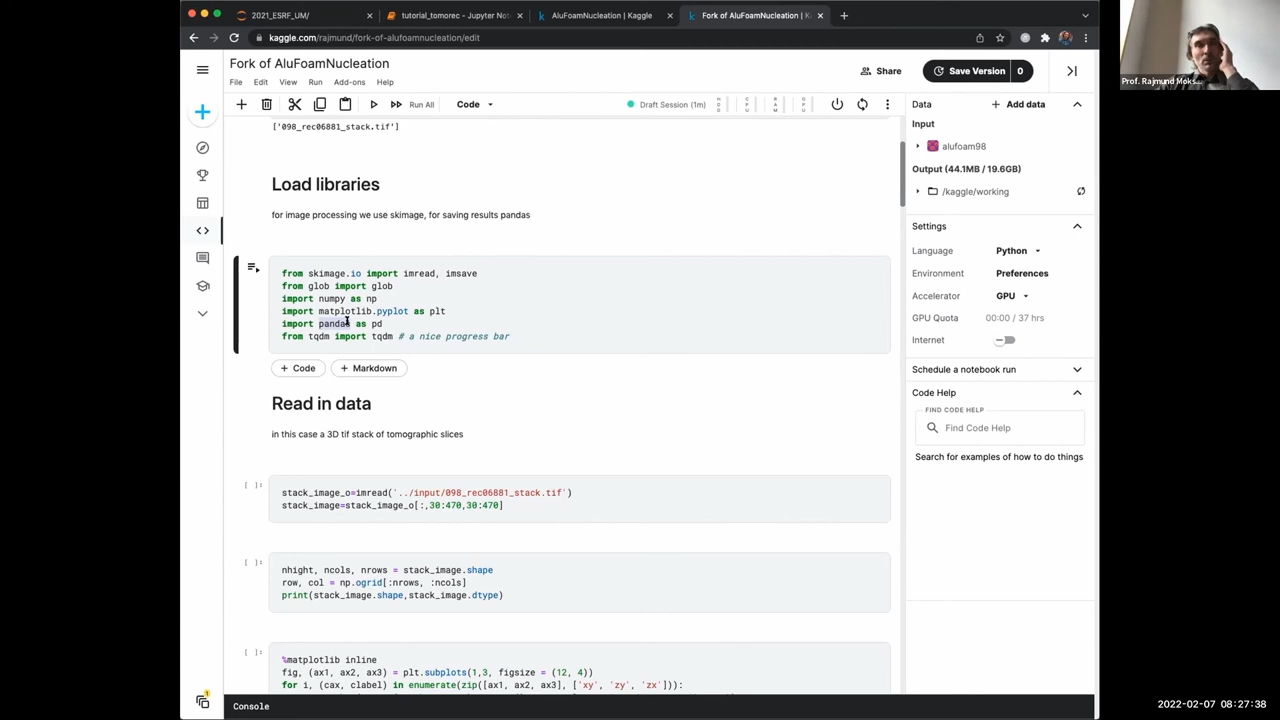 2021_ESRF_UM/
tutorial_tomorec - Jupyter Not
AluFoamNucleation | Kaggle
Fork of AluFoamNucleation | K
kaggle.com/rajmund/fork-of-alufoamnucleation/edit
Fork of AluFoamNucleation
Share
Save Version
0
File Edit View Run Add-ons Help
Run All
Code
Draft Session (1m)
Data
Add data
Input
alufoam98
Output (44.1MB / 19.6GB)
/kaggle/working
Settings
Language Python
Environment Preferences
Accelerator GPU
GPU Quota 00:00 / 37 hrs
Internet
Schedule a notebook run
Code Help
FIND CODE HELP
Find Code Help
Search for examples of how to do things
['098_rec06881_stack.tif']
Load libraries
for image processing we use skimage, for saving results pandas
from skimage.io import imread, imsave
from glob import glob
import numpy as np
import matplotlib.pyplot as plt
import pandas as pd
from tqdm import tqdm # a nice progress bar
+ Code + Markdown
Read in data
in this case a 3D tif stack of tomographic slices
[ ]:
stack_image_o=imread('../input/098_rec06881_stack.tif')
stack_image=stack_image_o[:,30:470,30:470]
[ ]:
nhight, ncols, nrows = stack_image.shape
row, col = np.ogrid[:nrows, :ncols]
print(stack_image.shape,stack_image.dtype)
[ ]:
%matplotlib inline
fig, (ax1, ax2, ax3) = plt.subplots(1,3, figsize = (12, 4))
for i, (cax, clabel) in enumerate(zip([ax1, ax2, ax3], ['xy', 'zy', 'zx'])):
Console
Prof. Rajmund Moks...
2022-02-07 08:27:38